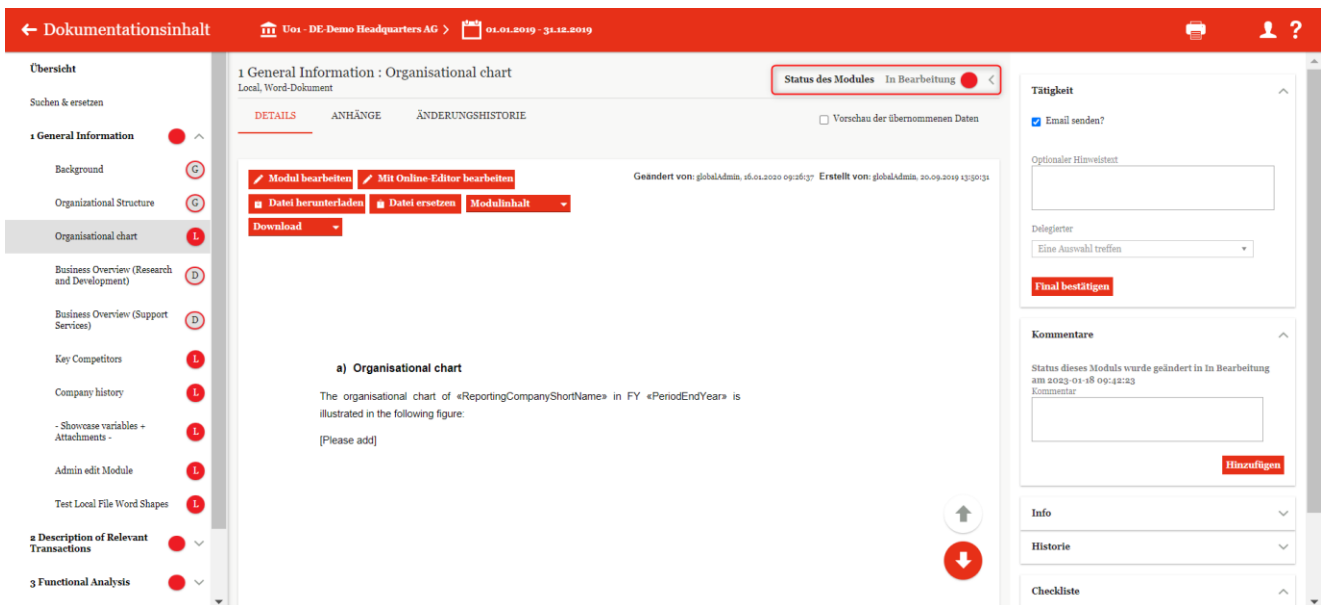 Dokumentationsinhalt
U01 - DE-Demo Headquarters AG > 01.01.2019 - 31.12.2019
?
Übersicht
Suchen & ersetzen
1 General Information
Background
G
Organizational Structure
G
Organisational chart
L
Business Overview (Research
and Development)
D
Business Overview (Support
Services)
D
Key Competitors
L
Company history
L
- Showcase variables +
Attachments -
L
Admin edit Module
L
Test Local File Word Shapes
L
2 Description of Relevant
Transactions
3 Functional Analysis
1 General Information : Organisational chart
Local, Word-Dokument
Status des Modules In Bearbeitung
DETAILS ANHÄNGE ÄNDERUNGSHISTORIE
Vorschau der übernommenen Daten
Modul bearbeiten Mit Online-Editor bearbeiten
Geändert von: globalAdmin, 16.01.2020 09:26:37 Erstellt von: globalAdmin, 20.09.2019 13:50:31
Datei herunterladen Datei ersetzen Modulinhalt
Download
a) Organisational chart
The organisational chart of «ReportingCompanyShortName» in FY «PeriodEndYear» is
illustrated in the following figure:
[Please add]
Tätigkeit
Email senden?
Optionaler Hinweistext
Delegierter
Eine Auswahl treffen
Final bestätigen
Kommentare
Status dieses Moduls wurde geändert in In Bearbeitung
am 2023-01-18 09:42:23
Kommentar
Hinzufügen
Info
Historie
Checkliste